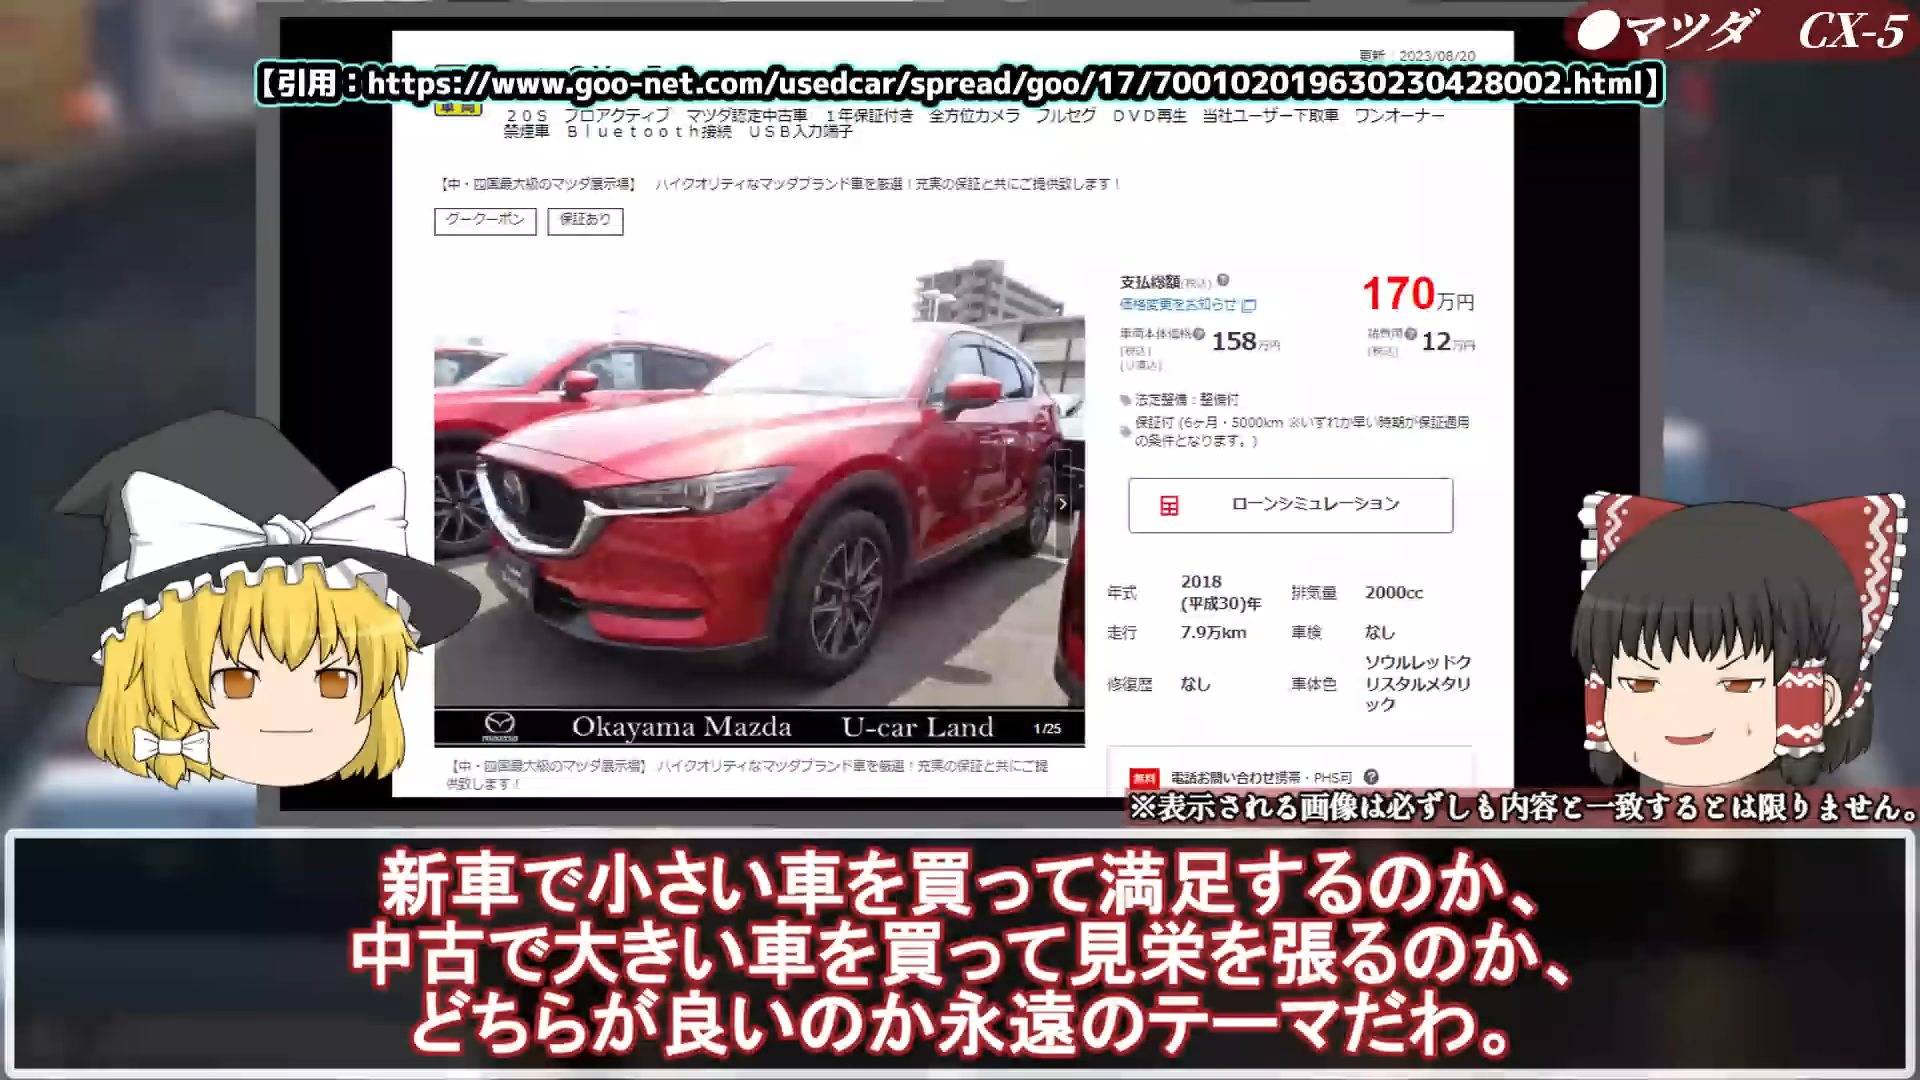 ●マツダ　CX-5
更新：2023/08/20
【引用：https://www.goo-net.com/usedcar/spread/goo/17/700102019630230428002.html】
２０Ｓ　プロアクティブ　マツダ認定中古車　１年保証付き　全方位カメラ　フルセグ　ＤＶＤ再生　当社ユーザー下取車　ワンオーナー
禁煙車　Ｂｌｕｅｔｏｏｔｈ接続　ＵＳＢ入力端子
【中・四国最大級のマツダ展示場】　ハイクオリティなマツダブランド車を厳選！充実の保証と共にご提供致します！
グークーポン
保証あり
支払総額(税込)
170万円
価格変更をお知らせ
車両本体価格
(税込)
158万円
諸費用
(税込)
12万円
法定整備：整備付
保証付 (6ヶ月・5000km ※いずれか早い時期が保証適用
の条件となります。)
ローンシミュレーション
年式
2018
(平成30)年
排気量
2000cc
走行
7.9万km
車検
なし
修復歴
なし
車体色
ソウルレッドク
リスタルメタリ
ック
Okayama Mazda　U-car Land
1/25
【中・四国最大級のマツダ展示場】 ハイクオリティなマツダブランド車を厳選！充実の保証と共にご提
供致します！
無料
電話お問い合わせ携帯・PHS可
※表示される画像は必ずしも内容と一致するとは限りません。
新車で小さい車を買って満足するのか、
中古で大きい車を買って見栄を張るのか、
どちらが良いのか永遠のテーマだわ。